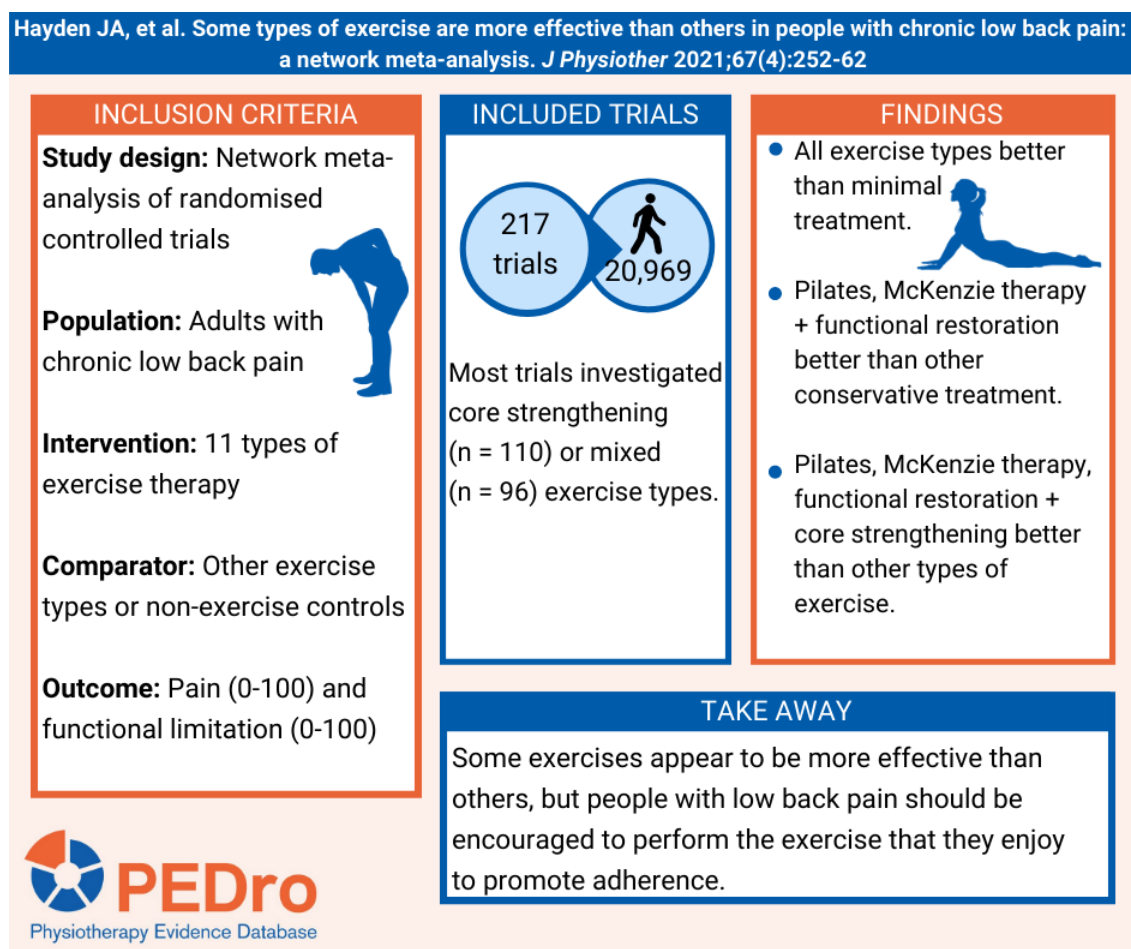 Hayden JA, et al. Some types of exercise are more effective than others in people with chronic low back pain:
a network meta-analysis. J Physiother 2021;67(4):252-62
INCLUSION CRITERIA
Study design: Network meta-
analysis of randomised
controlled trials
Population: Adults with
chronic low back pain
Intervention: 11 types of
exercise therapy
Comparator: Other exercise
types or non-exercise controls
Outcome: Pain (0-100) and
functional limitation (0-100)
INCLUDED TRIALS
217
trials
20,969
Most trials investigated
core strengthening
(n = 110) or mixed
(n = 96) exercise types.
FINDINGS
• All exercise types better
than minimal
treatment.
• Pilates, McKenzie therapy
+ functional restoration
better than other
conservative treatment.
• Pilates, McKenzie therapy,
functional restoration +
core strengthening better
than other types of
exercise.
TAKE AWAY
Some exercises appear to be more effective than
others, but people with low back pain should be
encouraged to perform the exercise that they enjoy
to promote adherence.
PEDro
Physiotherapy Evidence Database